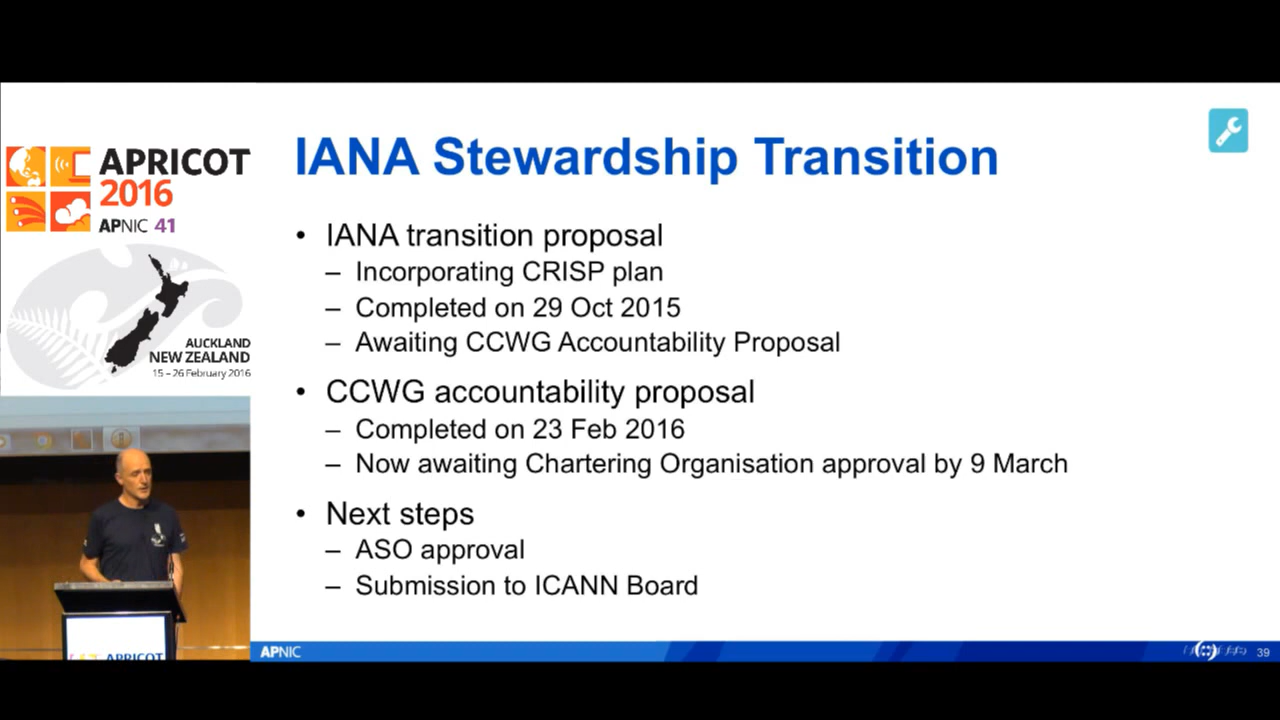 APRICOT
2016
APNIC 41
AUCKLAND
NEW ZEALAND
15 – 26 February 2016
IANA Stewardship Transition
• IANA transition proposal
– Incorporating CRISP plan
– Completed on 29 Oct 2015
– Awaiting CCWG Accountability Proposal
• CCWG accountability proposal
– Completed on 23 Feb 2016
– Now awaiting Chartering Organisation approval by 9 March
• Next steps
– ASO approval
– Submission to ICANN Board
APRICOT
APNIC
39